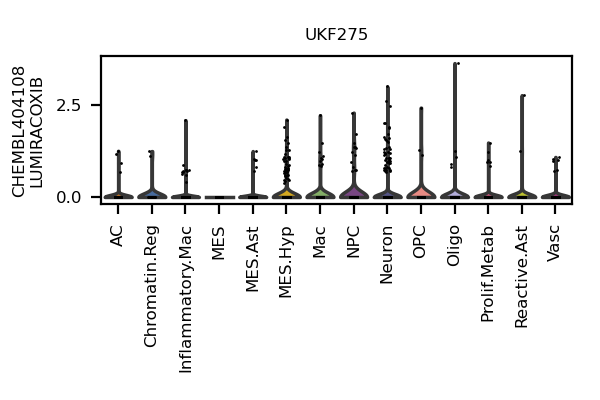 UKF275
CHEMBL404108
LUMIRACOXIB
2.5
0.0
AC
Chromatin.Reg
Inflammatory.Mac
MES
MES.Ast
MES.Hyp
Mac
NPC
Neuron
OPC
Oligo
Prolif.Metab
Reactive.Ast
Vasc